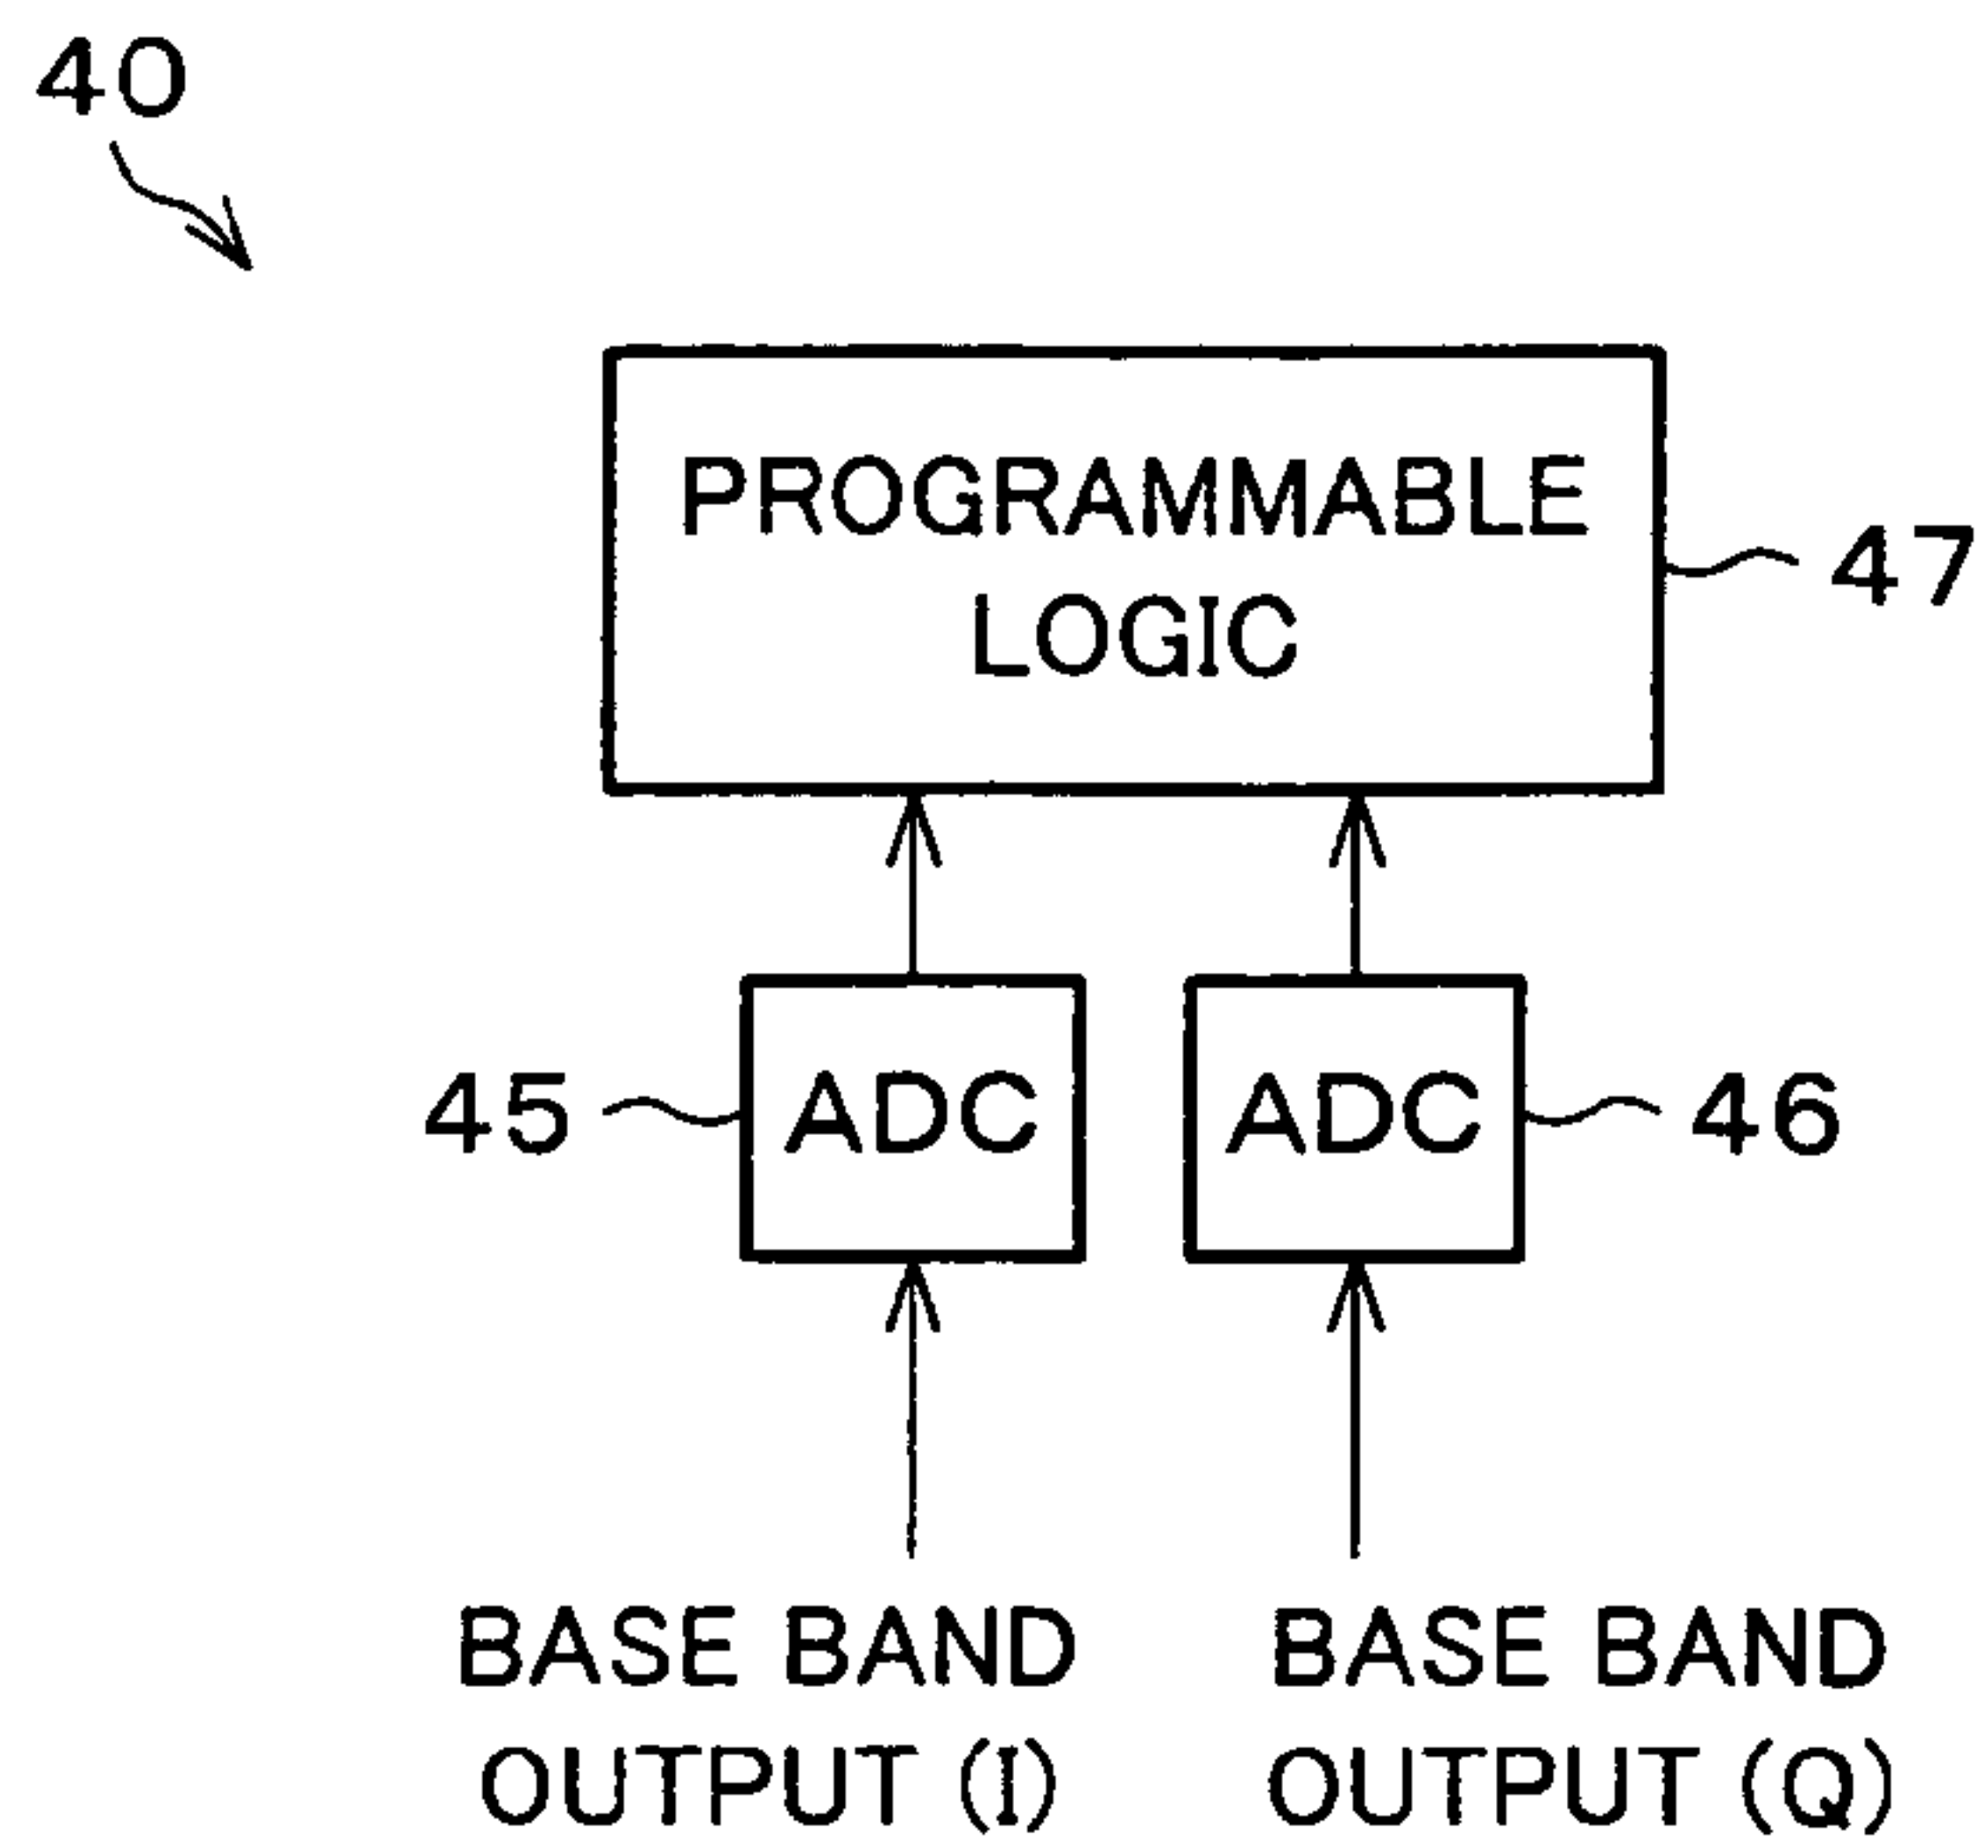 40
PROGRAMMABLE
LOGIC
47
45
ADC
ADC
46
BASE BAND
OUTPUT (I)
BASE BAND
OUTPUT (Q)